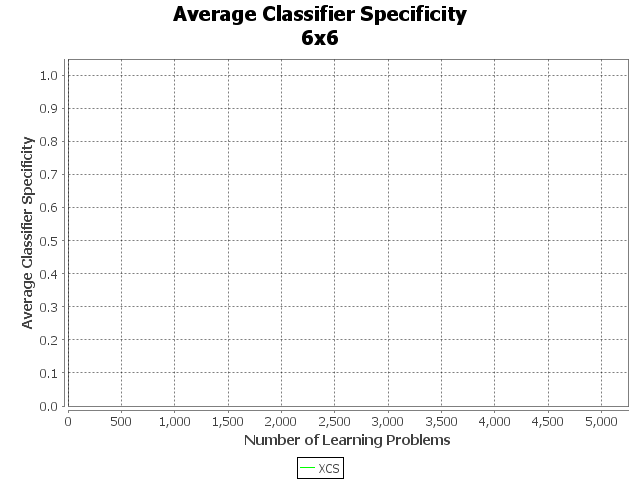 Average Classifier Specificity
6x6
Average Classifier Specificity
1.0
0.9
0.8
0.7
0.6
0.5
0.4
0.3
0.2
0.1
0.0
0 500 1,000 1,500 2,000 2,500 3,000 3,500 4,000 4,500 5,000
Number of Learning Problems
XCS